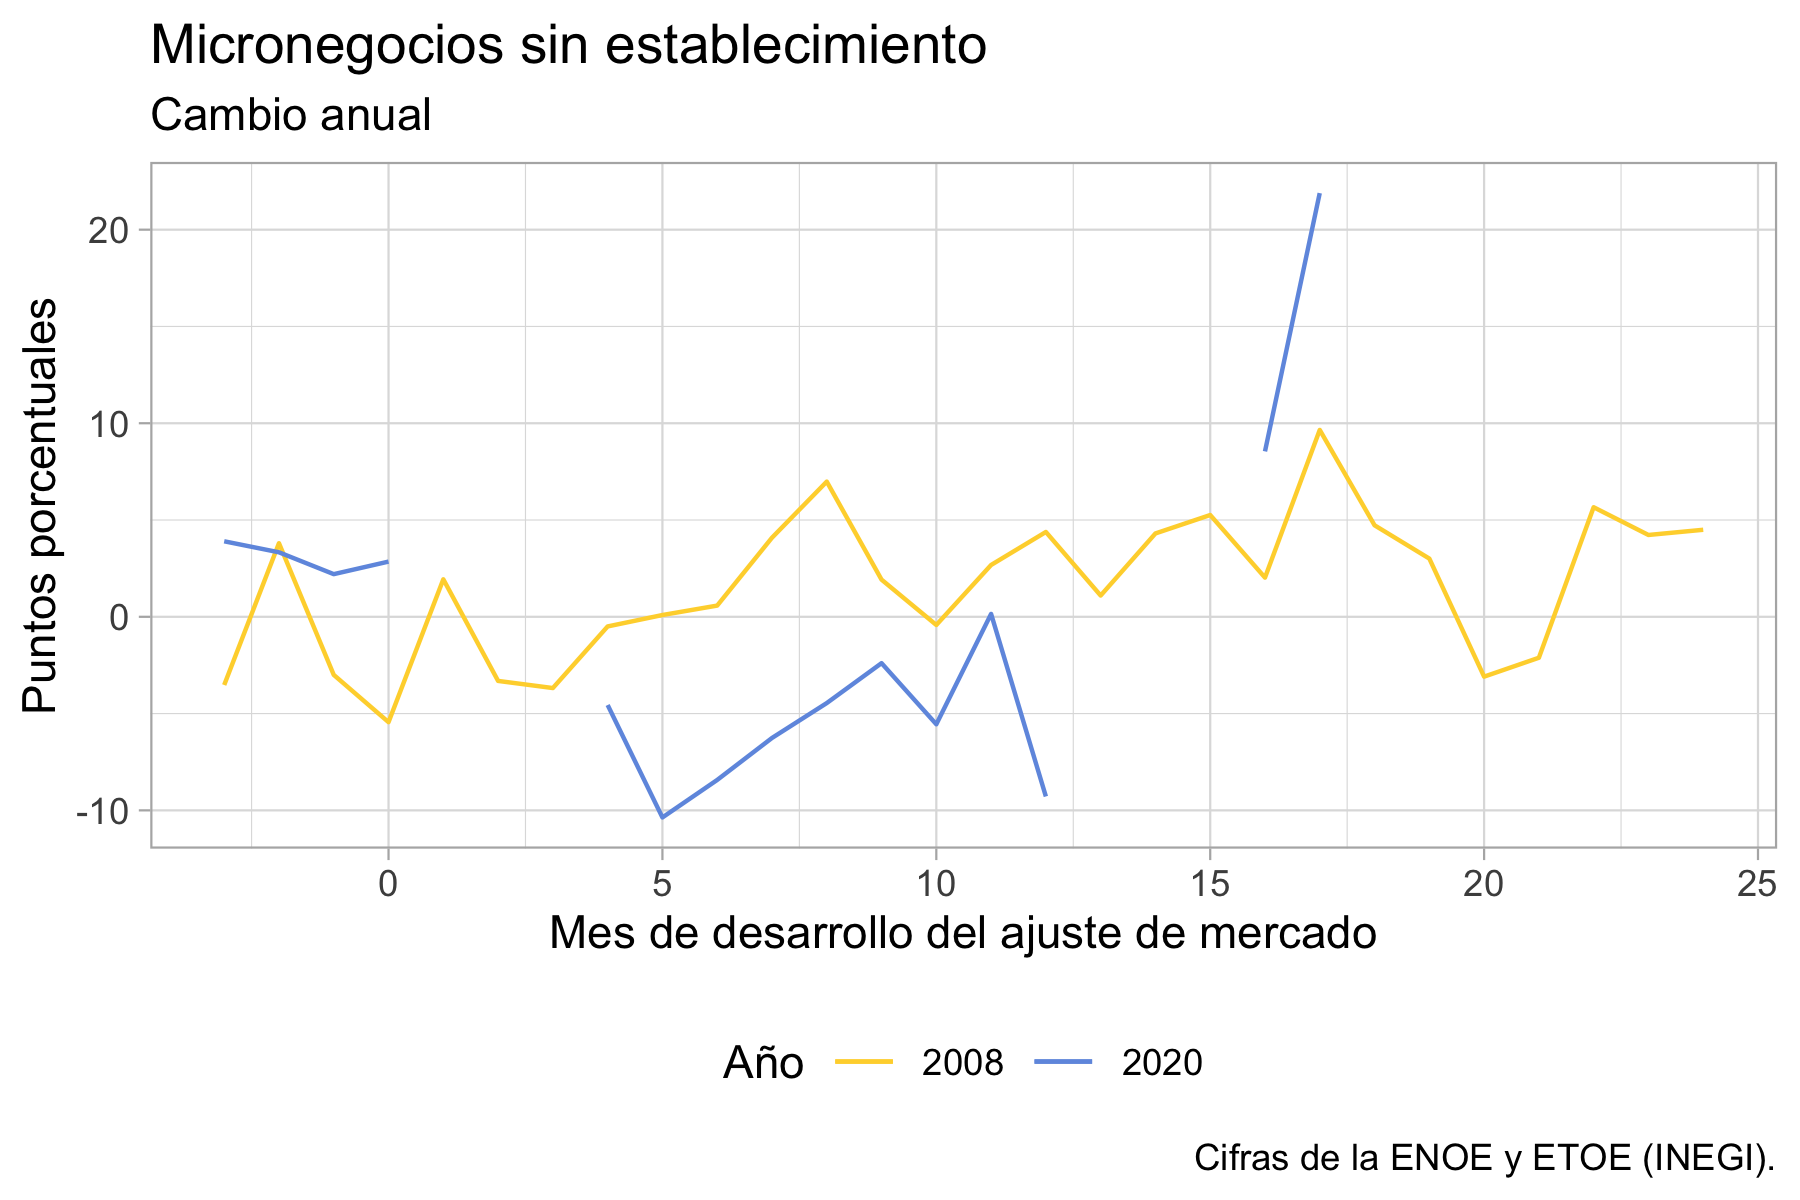 Micronegocios sin establecimiento
Cambio anual
Puntos porcentuales
20
10
0
-10
0 5 10 15 20 25
Mes de desarrollo del ajuste de mercado
Año 2008 2020
Cifras de la ENOE y ETOE (INEGI).